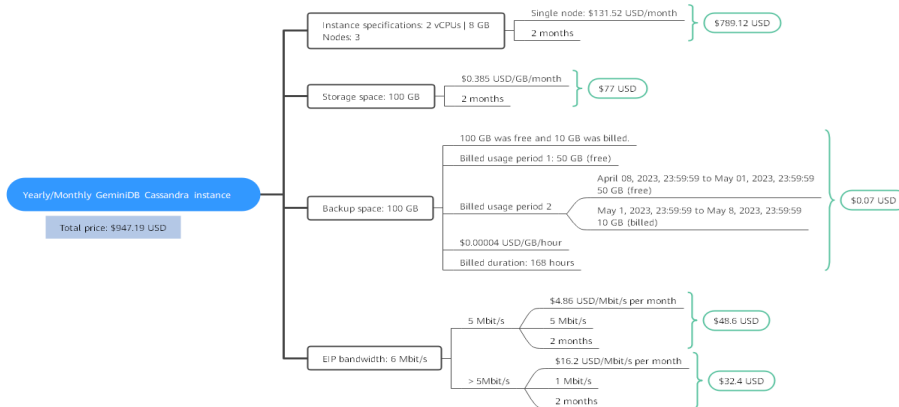 Yearly/Monthly GeminiDB Cassandra instance
Total price: $947.19 USD
Instance specifications: 2 vCPUs | 8 GB
Nodes: 3
Single node: $131.52 USD/month
2 months
$789.12 USD
Storage space: 100 GB
$0.385 USD/GB/month
2 months
$77 USD
Backup space: 100 GB
100 GB was free and 10 GB was billed.
Billed usage period 1: 50 GB (free)
Billed usage period 2
April 08, 2023, 23:59:59 to May 01, 2023, 23:59:59
50 GB (free)
May 1, 2023, 23:59:59 to May 8, 2023, 23:59:59
10 GB (billed)
$0.00004 USD/GB/hour
Billed duration: 168 hours
$0.07 USD
EIP bandwidth: 6 Mbit/s
5 Mbit/s
$4.86 USD/Mbit/s per month
5 Mbit/s
2 months
$48.6 USD
> 5Mbit/s
$16.2 USD/Mbit/s per month
1 Mbit/s
2 months
$32.4 USD